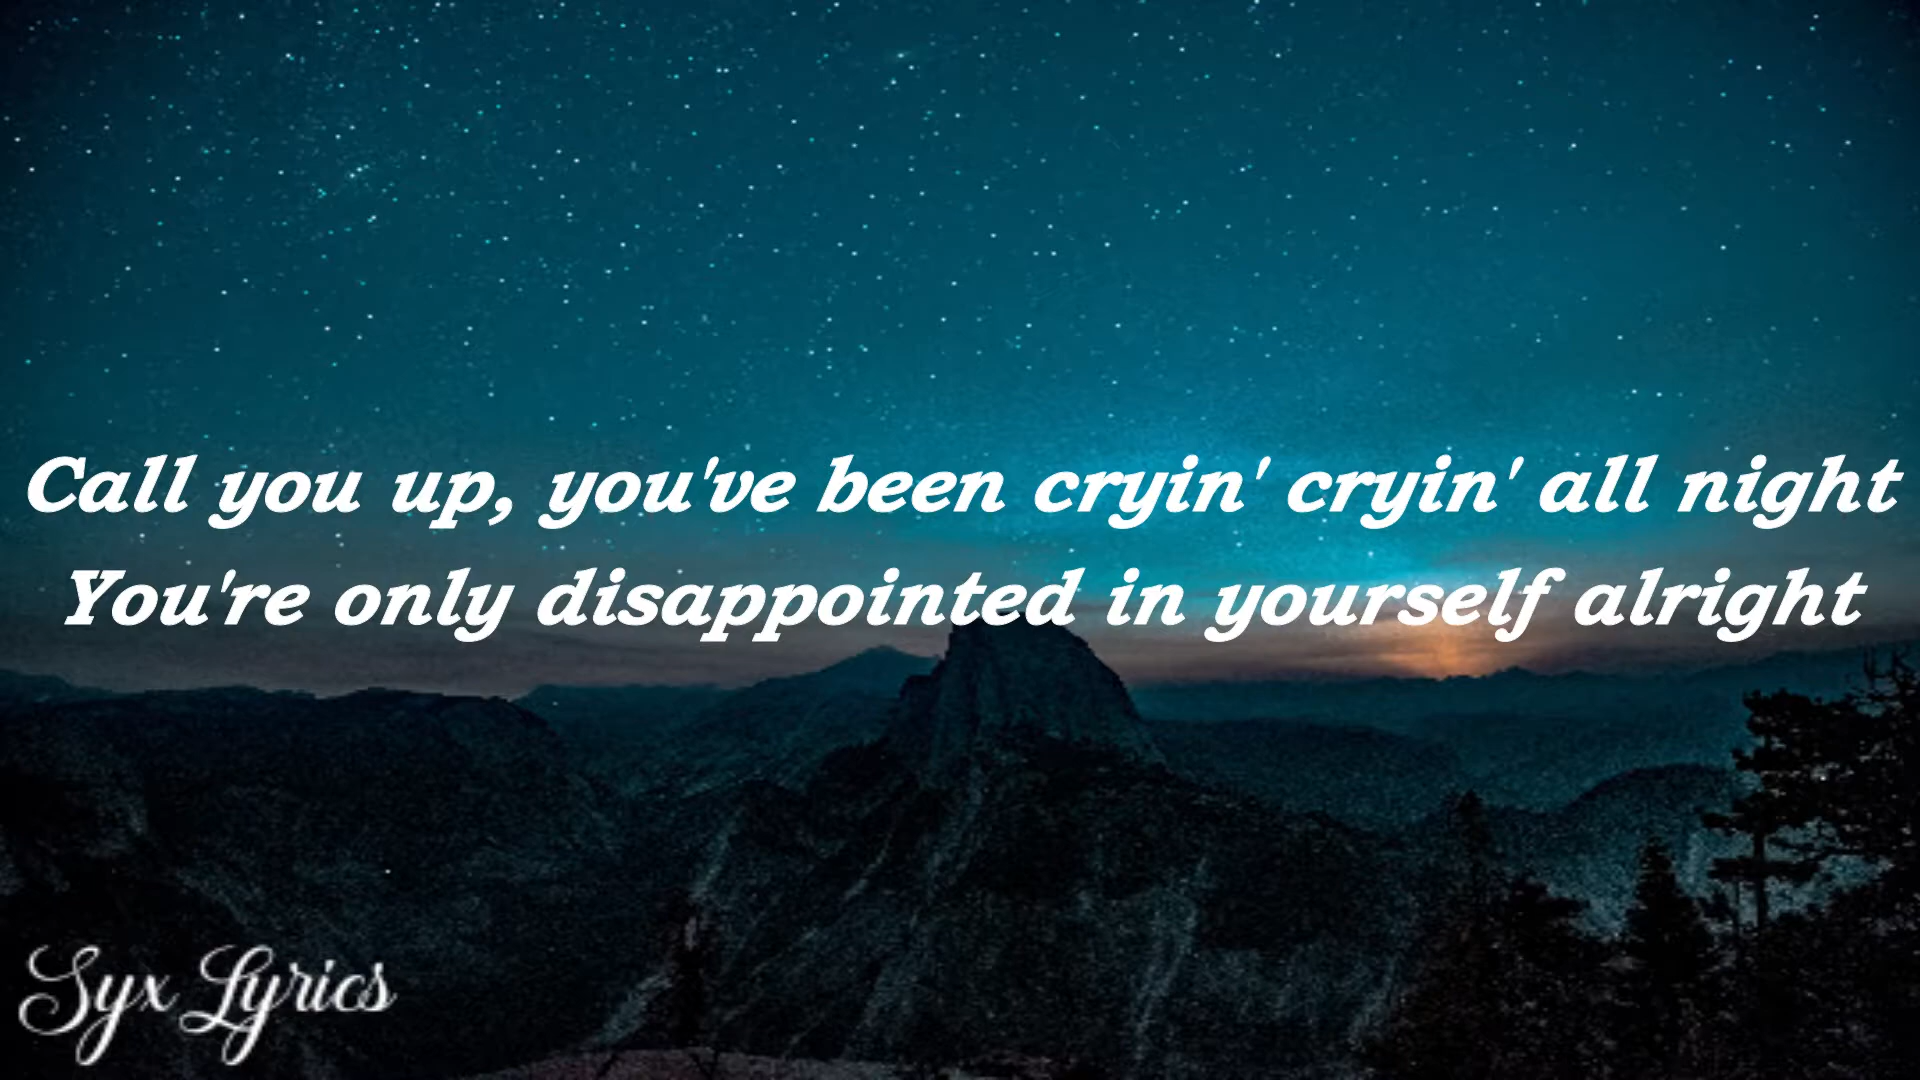 Call you up, you've been cryin' cryin' all night
You're only disappointed in yourself alright
Syx Lyrics